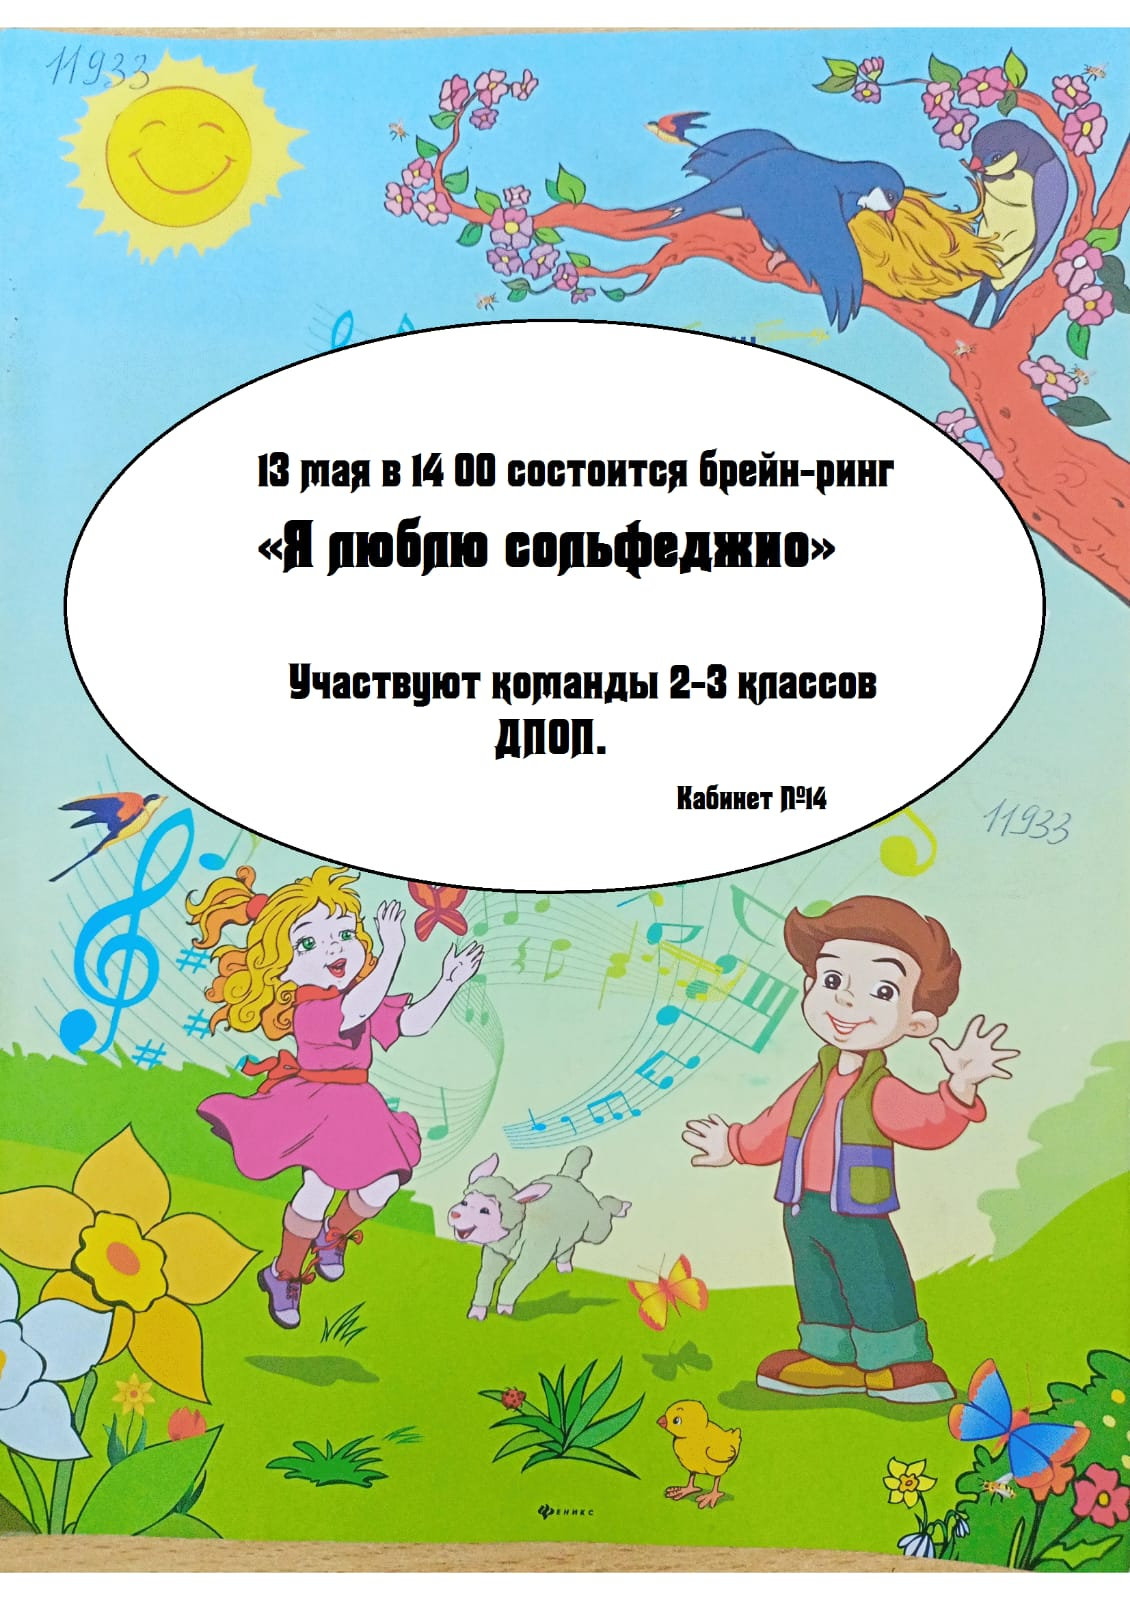 11933
13 мая в 14 00 состоится брейн-ринг
«Я люблю сольфеджио»
Участвуют команды 2-3 классов
ДПОП.
Кабинет №14
11933
ФЕНИКС